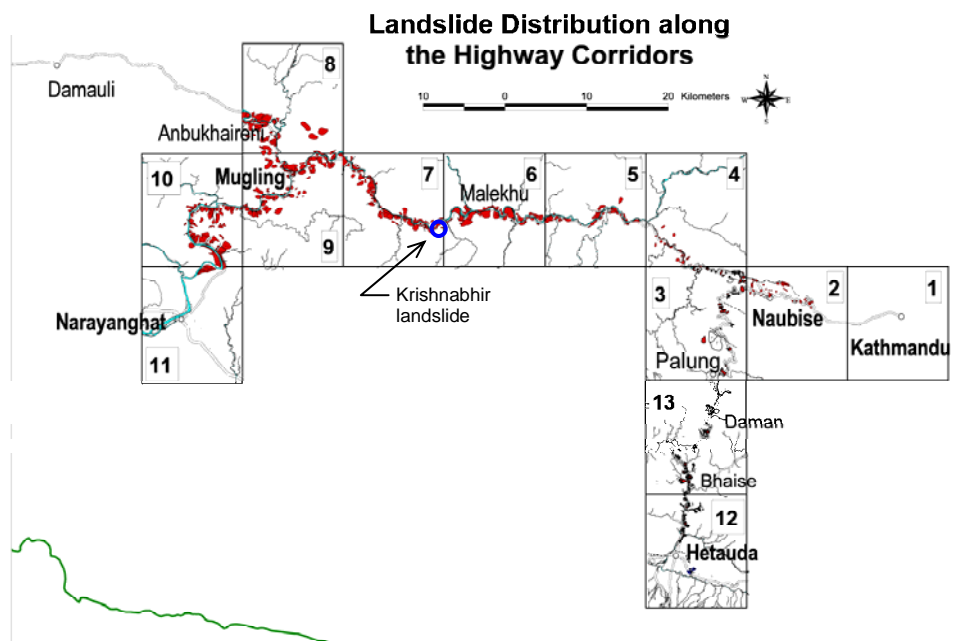 Landslide Distribution along
the Highway Corridors
10 0 10 20 Kilometers
N
W E
S
8
Damauli
Anbukhaireni
10
Mugling
7
Malekhu
6
5
4
9
Krishnabhir
landslide
3
2
1
Narayanghat
Naubise
Kathmandu
11
Palung
13
Daman
Bhaise
12
Hetauda